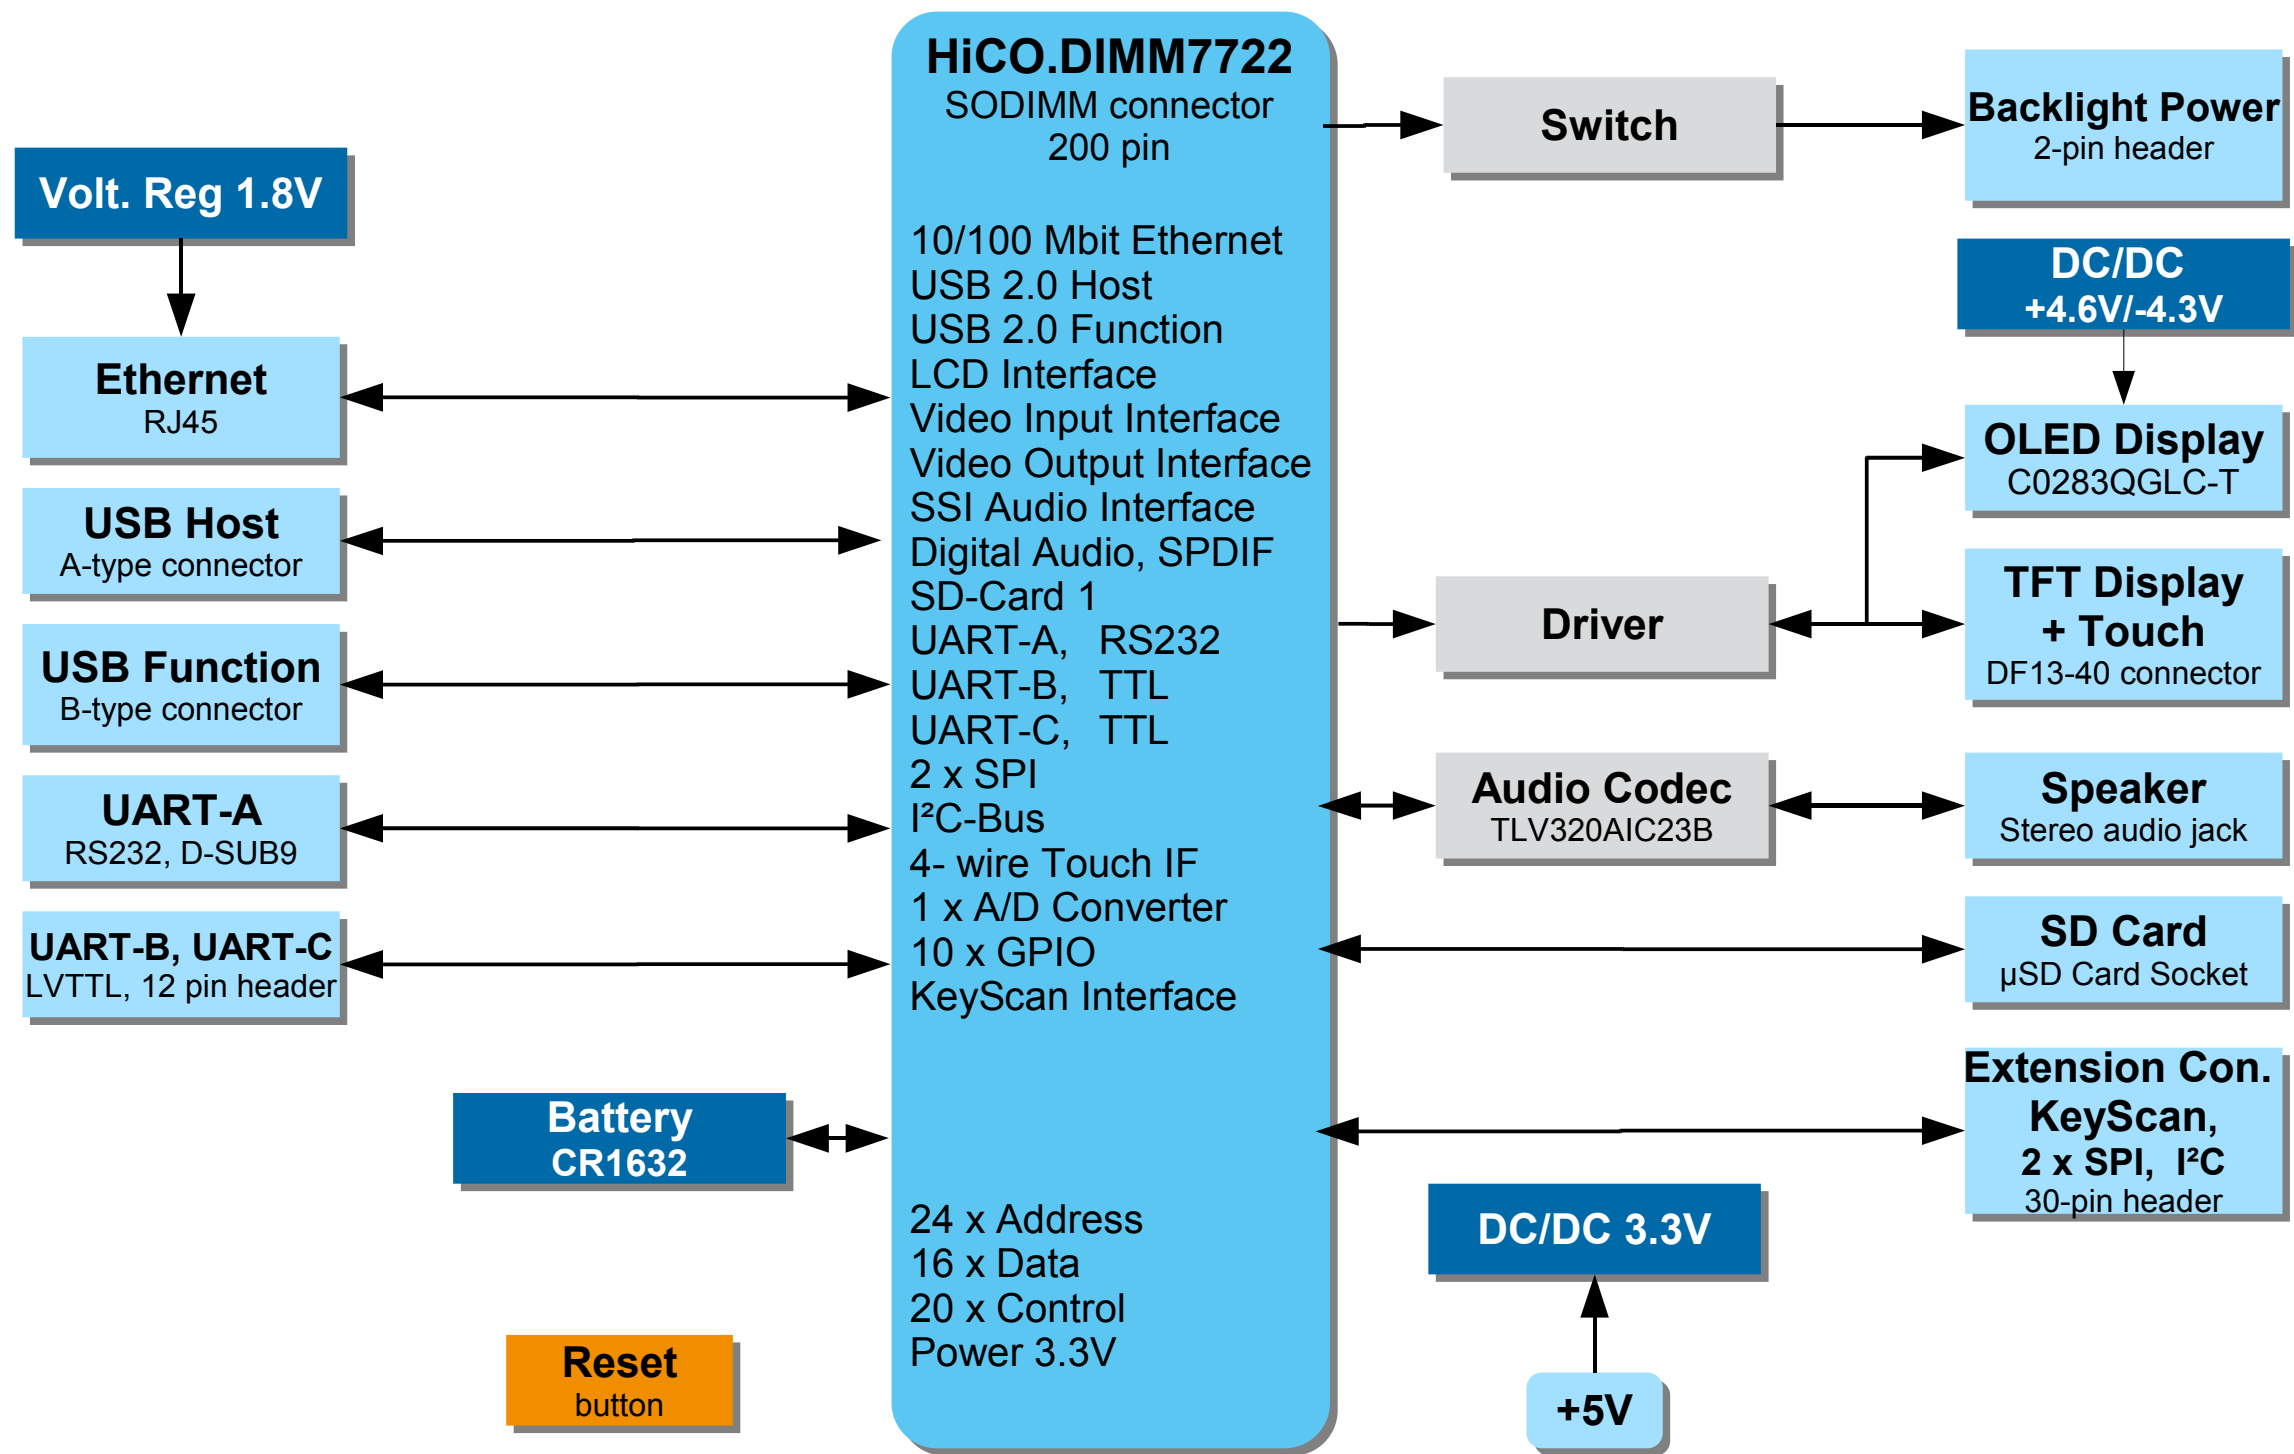 HiCO.DIMM7722
SODIMM connector
200 pin
10/100 Mbit Ethernet
USB 2.0 Host
USB 2.0 Function
LCD Interface
Video Input Interface
Video Output Interface
SSI Audio Interface
Digital Audio, SPDIF
SD-Card 1
UART-A, RS232
UART-B, TTL
UART-C, TTL
2 x SPI
I²C-Bus
4- wire Touch IF
1 x A/D Converter
10 x GPIO
KeyScan Interface
24 x Address
16 x Data
20 x Control
Power 3.3V
Volt. Reg 1.8V
Ethernet
RJ45
USB Host
A-type connector
USB Function
B-type connector
UART-A
RS232, D-SUB9
UART-B, UART-C
LVTTL, 12 pin header
Battery
CR1632
Reset
button
Switch
Backlight Power
2-pin header
DC/DC
+4.6V/-4.3V
OLED Display
C0283QGLC-T
Driver
TFT Display
+ Touch
DF13-40 connector
Audio Codec
TLV320AIC23B
Speaker
Stereo audio jack
SD Card
µSD Card Socket
Extension Con.
KeyScan,
2 x SPI, I²C
30-pin header
DC/DC 3.3V
+5V